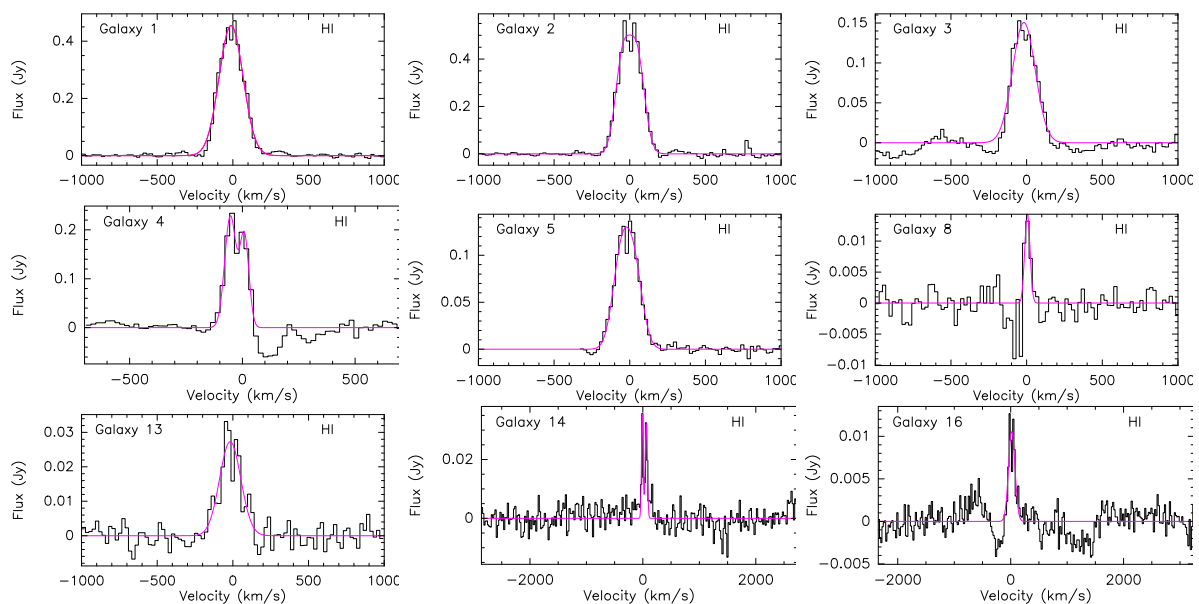 Galaxy 1
HI
Flux (Jy)
0.4
0.2
0
−1000 −500 0 500 1000
Velocity (km/s)
Galaxy 2
HI
Flux (Jy)
0.4
0.2
0
−1000 −500 0 500 1000
Velocity (km/s)
Galaxy 3
HI
Flux (Jy)
0.15
0.1
0.05
0
−1000 −500 0 500 1000
Velocity (km/s)
Galaxy 4
HI
Flux (Jy)
0.2
0.1
0
−500 0 500
Velocity (km/s)
Galaxy 5
HI
Flux (Jy)
0.1
0.05
0
−1000 −500 0 500 1000
Velocity (km/s)
Galaxy 8
HI
Flux (Jy)
0.01
0.005
0
−0.005
−0.01
−1000 −500 0 500 1000
Velocity (km/s)
Galaxy 13
HI
Flux (Jy)
0.03
0.02
0.01
0
−1000 −500 0 500 1000
Velocity (km/s)
Galaxy 14
HI
Flux (Jy)
0.02
0
−2000 0 2000
Velocity (km/s)
Galaxy 16
HI
Flux (Jy)
0.01
0.005
0
−0.005
−2000 0 2000
Velocity (km/s)